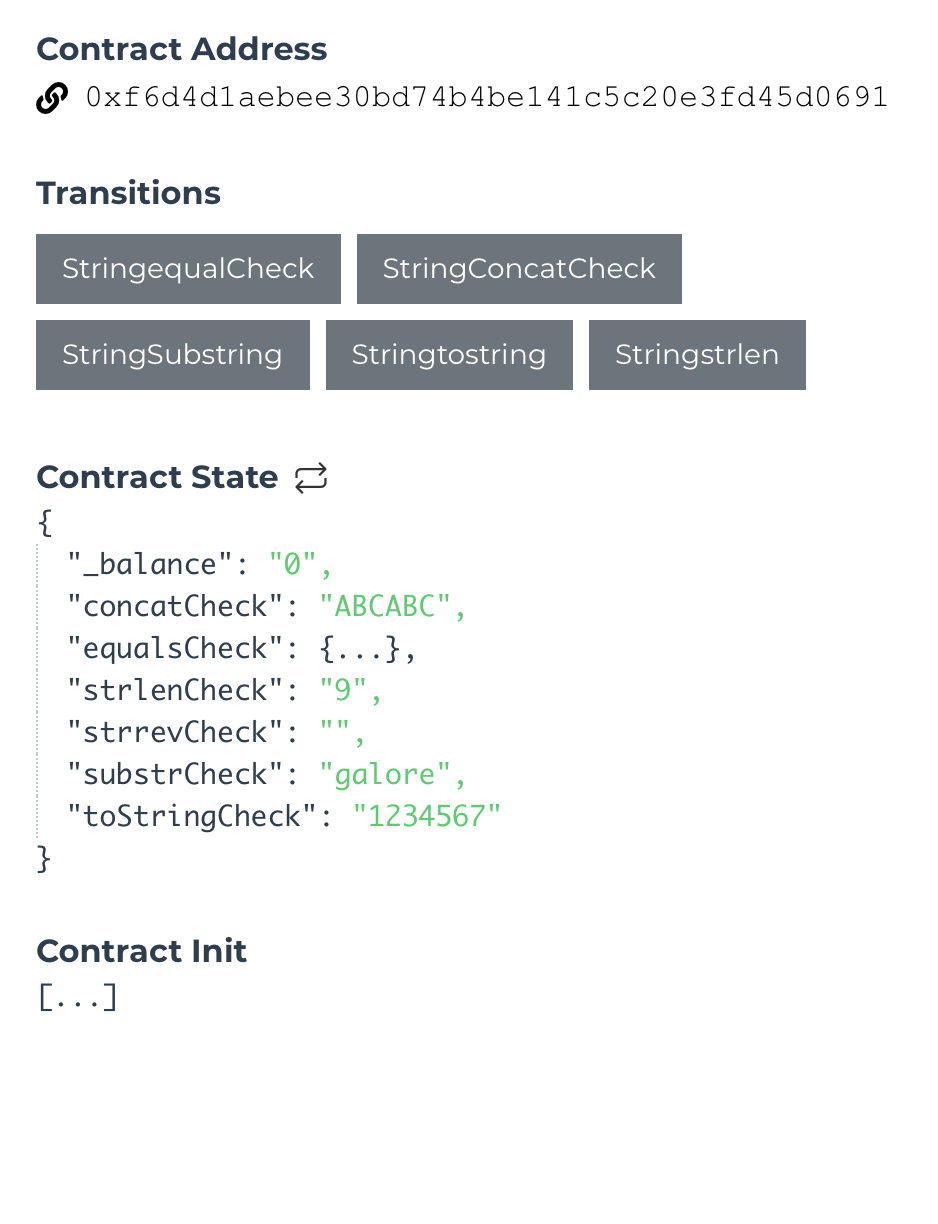 Contract Address
0xf6d4d1aebee30bd74b4be141c5c20e3fd45d0691
Transitions
StringequalCheck StringConcatCheck
StringSubstring Stringtostring Stringstrlen
Contract State
{
"_balance": "0",
"concatCheck": "ABCABC",
"equalsCheck": {...},
"strlenCheck": "9",
"strrevCheck": "",
"substrCheck": "galore",
"toStringCheck": "1234567"
}
Contract Init
[...]